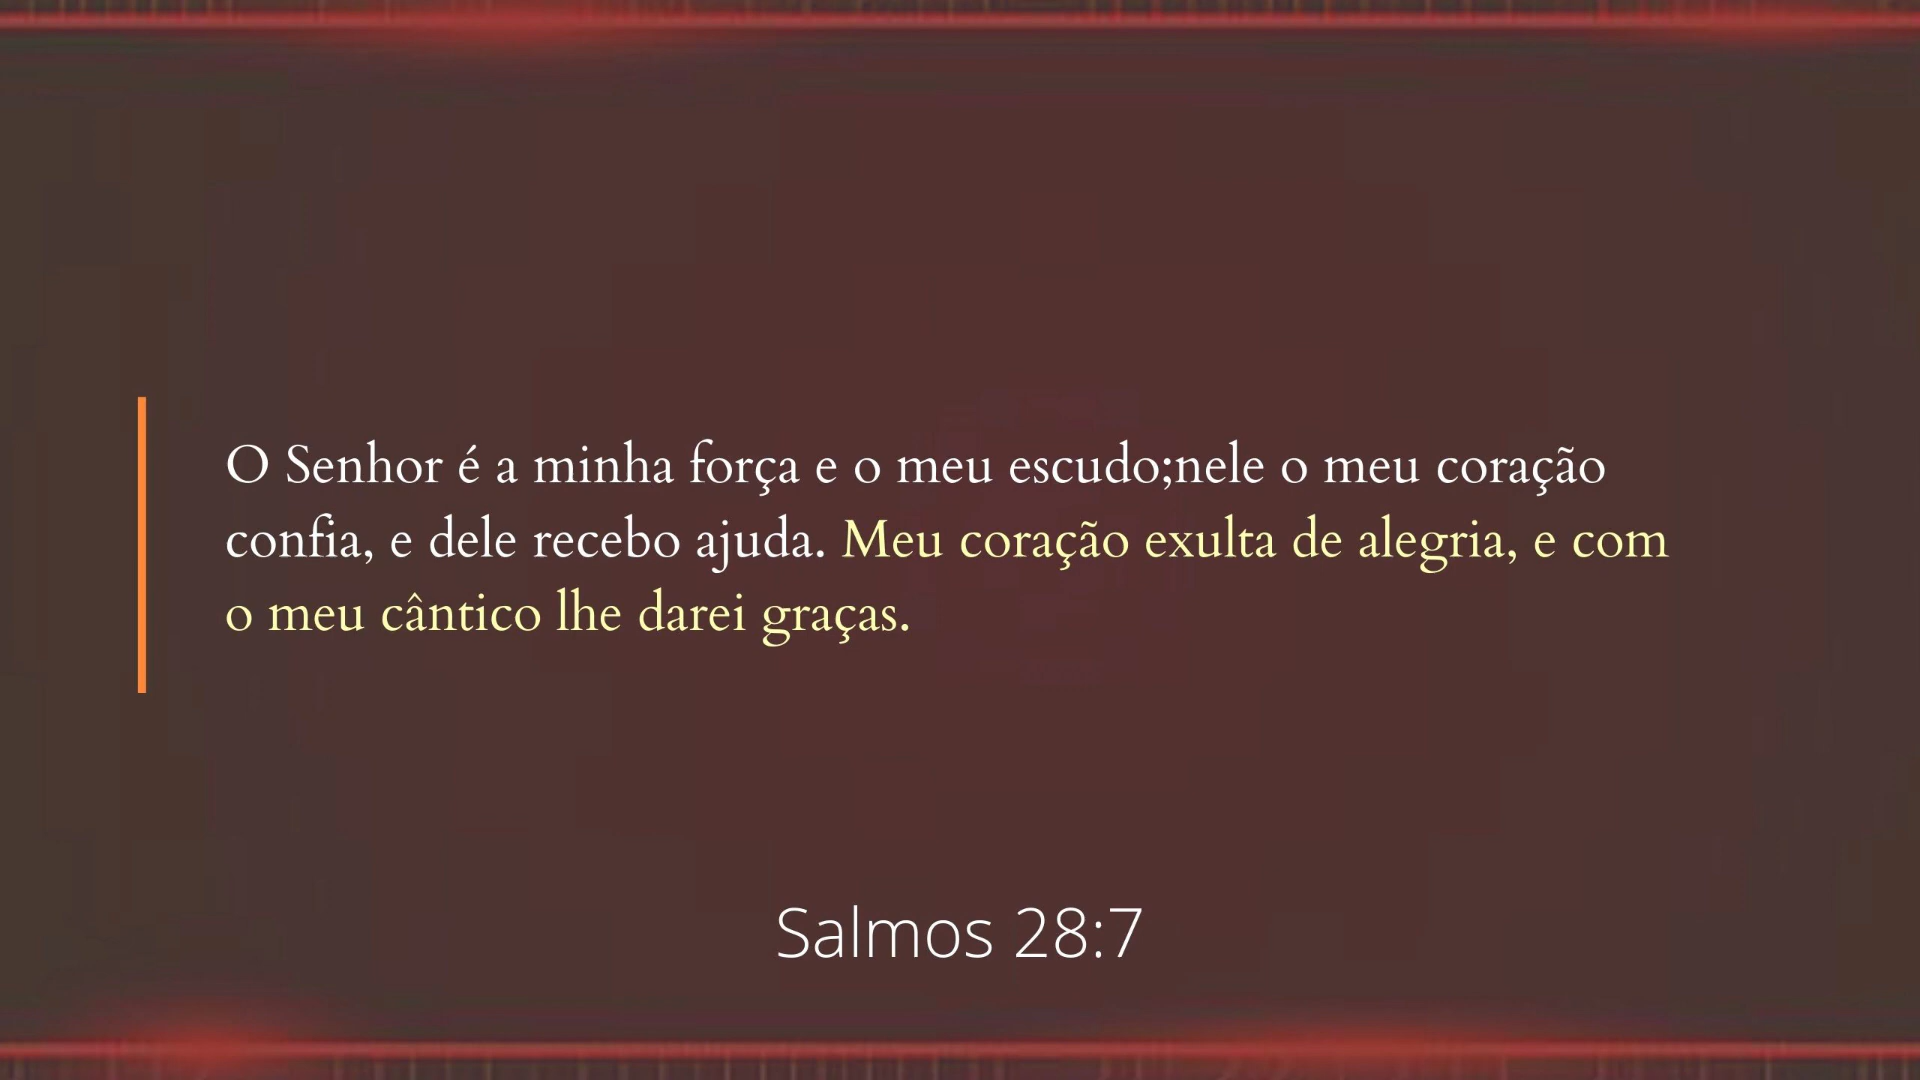 O Senhor é a minha força e o meu escudo;nele o meu coração
confia, e dele recebo ajuda. Meu coração exulta de alegria, e com
o meu cântico lhe darei graças.
Salmos 28:7